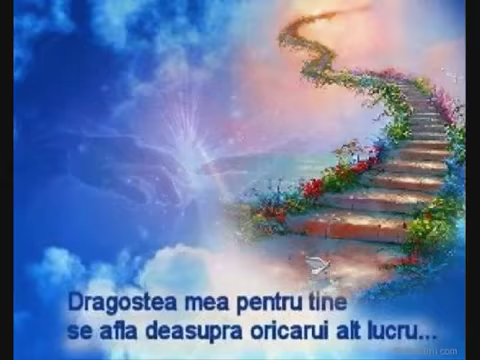 Dragostea mea pentru tine
se afla deasupra oricarui alt lucru...